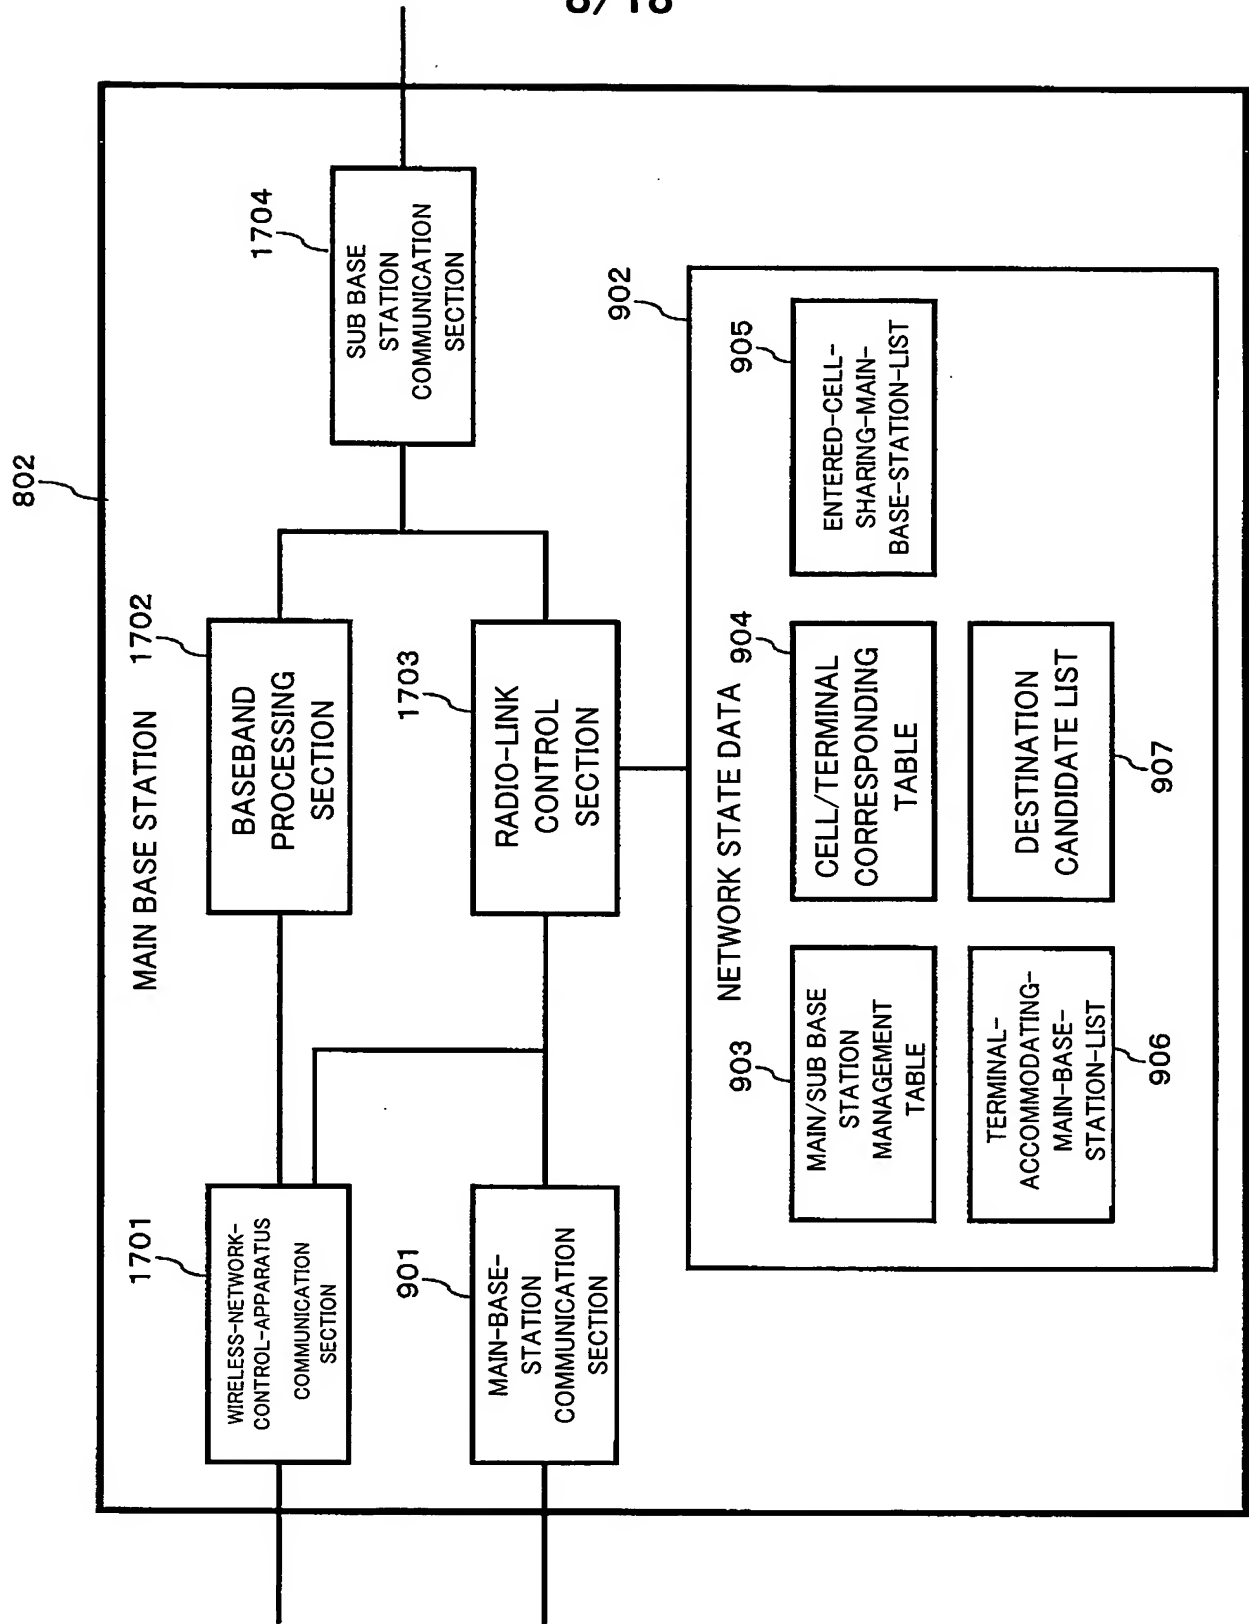 802
MAIN BASE STATION
1701
WIRELESS-NETWORK-
CONTROL-APPARATUS
COMMUNICATION
SECTION
1702
BASEBAND
PROCESSING
SECTION
1704
SUB BASE
STATION
COMMUNICATION
SECTION
901
MAIN-BASE-
STATION
COMMUNICATION
SECTION
1703
RADIO-LINK
CONTROL
SECTION
902
NETWORK STATE DATA
903
MAIN/SUB BASE
STATION
MANAGEMENT
TABLE
904
CELL/TERMINAL
CORRESPONDING
TABLE
905
ENTERED-CELL-
SHARING-MAIN-
BASE-STATION-LIST
TERMINAL-
ACCOMMODATING-
MAIN-BASE-
STATION-LIST
906
DESTINATION
CANDIDATE LIST
907